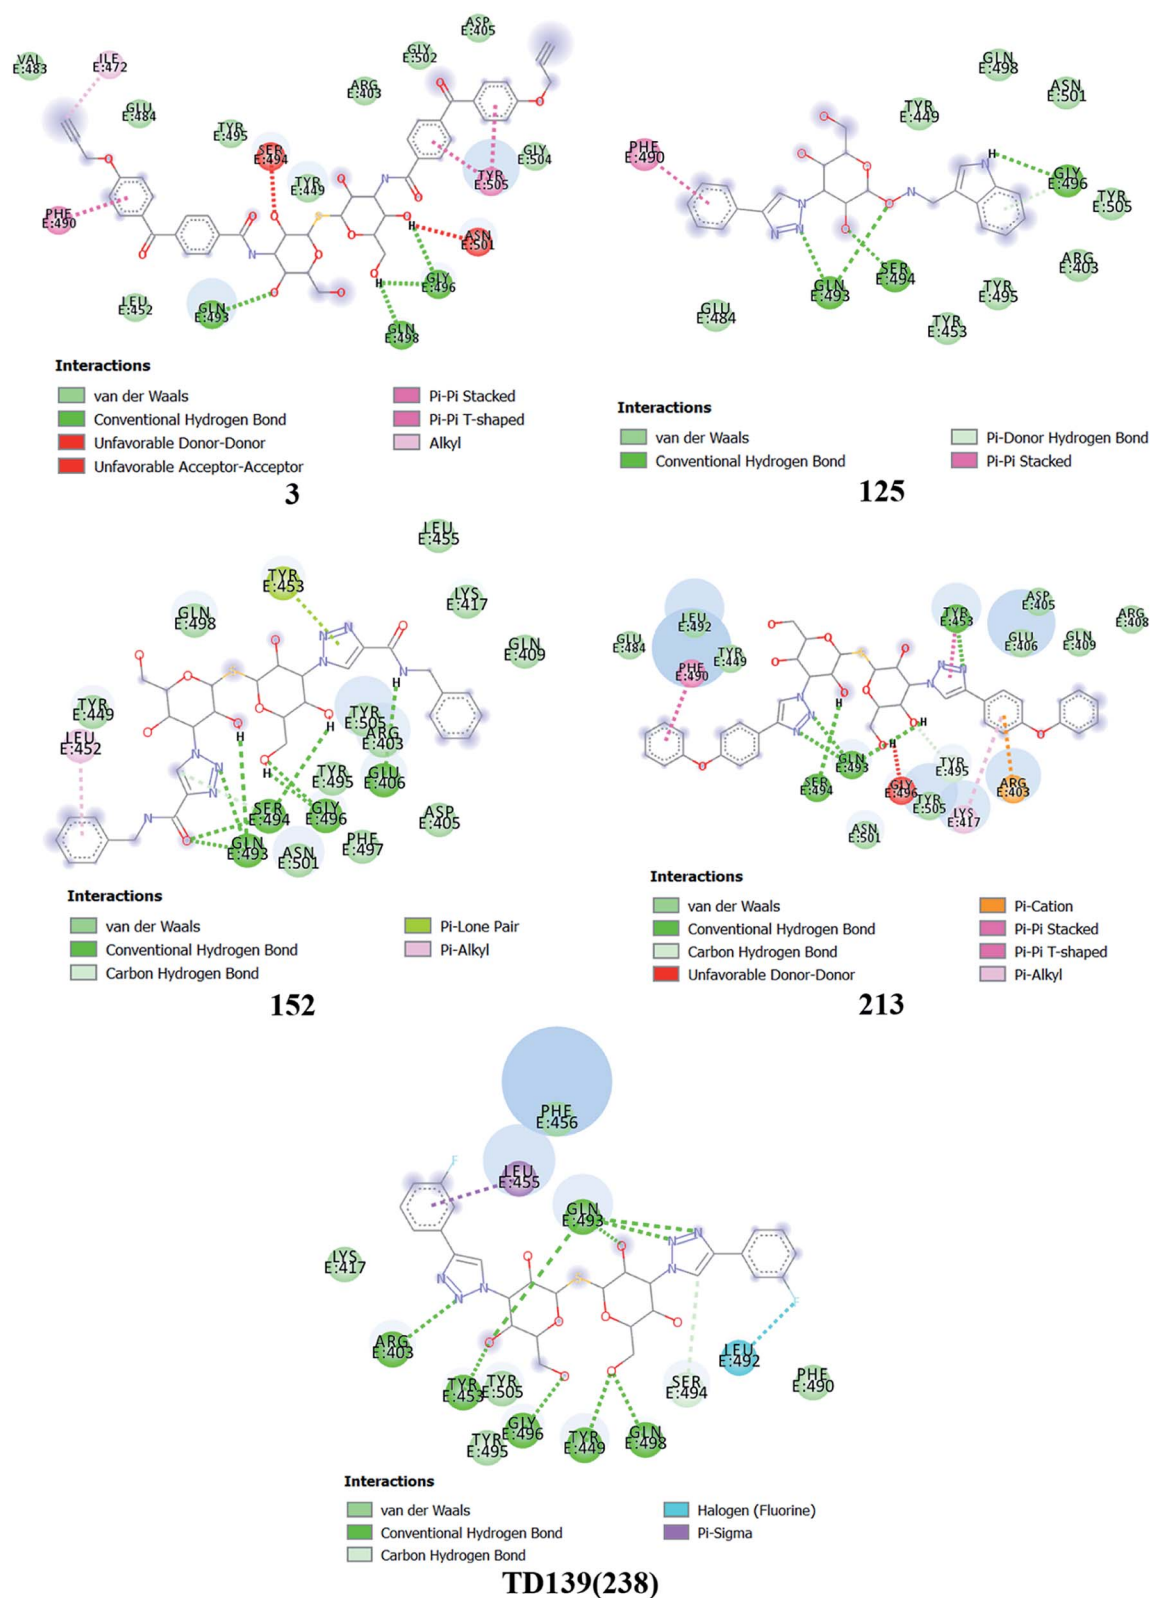 VAL
E:483
ILE
E:472
GLU
E:484
TYR
E:495
SER
E:494
TYR
E:449
ARG
E:403
GLY
E:502
ASP
E:405
GLY
E:504
TYR
E:505
ASN
E:501
GLY
E:496
GLN
E:498
GLN
E:493
LEU
E:452
PHE
E:490
O
O
O
N
H
O
O
S
O
O
O
N
O
O
O
H
O
H
O
Interactions
van der Waals
Conventional Hydrogen Bond
Unfavorable Donor-Donor
Unfavorable Acceptor-Acceptor
Pi-Pi Stacked
Pi-Pi T-shaped
Alkyl
3
GLN
E:498
ASN
E:501
TYR
E:449
PHE
E:490
GLY
E:496
TYR
E:505
ARG
E:403
TYR
E:495
TYR
E:453
SER
E:494
GLN
E:493
GLU
E:484
Interactions
van der Waals
Conventional Hydrogen Bond
Pi-Donor Hydrogen Bond
Pi-Pi Stacked
125
LEU
E:455
TYR
E:453
LYS
E:417
GLN
E:498
GLN
E:409
TYR
E:449
LEU
E:452
TYR
E:505
ARG
E:403
TYR
E:495
GLU
E:406
SER
E:494
GLY
E:496
ASP
E:405
GLN
E:493
ASN
E:501
PHE
E:497
Interactions
van der Waals
Conventional Hydrogen Bond
Carbon Hydrogen Bond
Pi-Lone Pair
Pi-Alkyl
152
GLU
E:484
LEU
E:492
PHE
E:490
TYR
E:449
TYR
E:453
ASP
E:405
GLU
E:406
GLN
E:409
ARG
E:408
SER
E:494
GLN
E:493
GLY
E:496
TYR
E:495
TYR
E:505
LYS
E:417
ARG
E:403
ASN
E:501
Interactions
van der Waals
Conventional Hydrogen Bond
Carbon Hydrogen Bond
Unfavorable Donor-Donor
Pi-Cation
Pi-Pi Stacked
Pi-Pi T-shaped
Pi-Alkyl
213
PHE
E:456
LEU
E:455
GLN
E:493
LYS
E:417
ARG
E:403
TYR
E:453
TYR
E:505
TYR
E:495
GLY
E:496
TYR
E:449
GLN
E:498
SER
E:494
LEU
E:492
PHE
E:490
Interactions
van der Waals
Conventional Hydrogen Bond
Carbon Hydrogen Bond
Halogen (Fluorine)
Pi-Sigma
TD139(238)